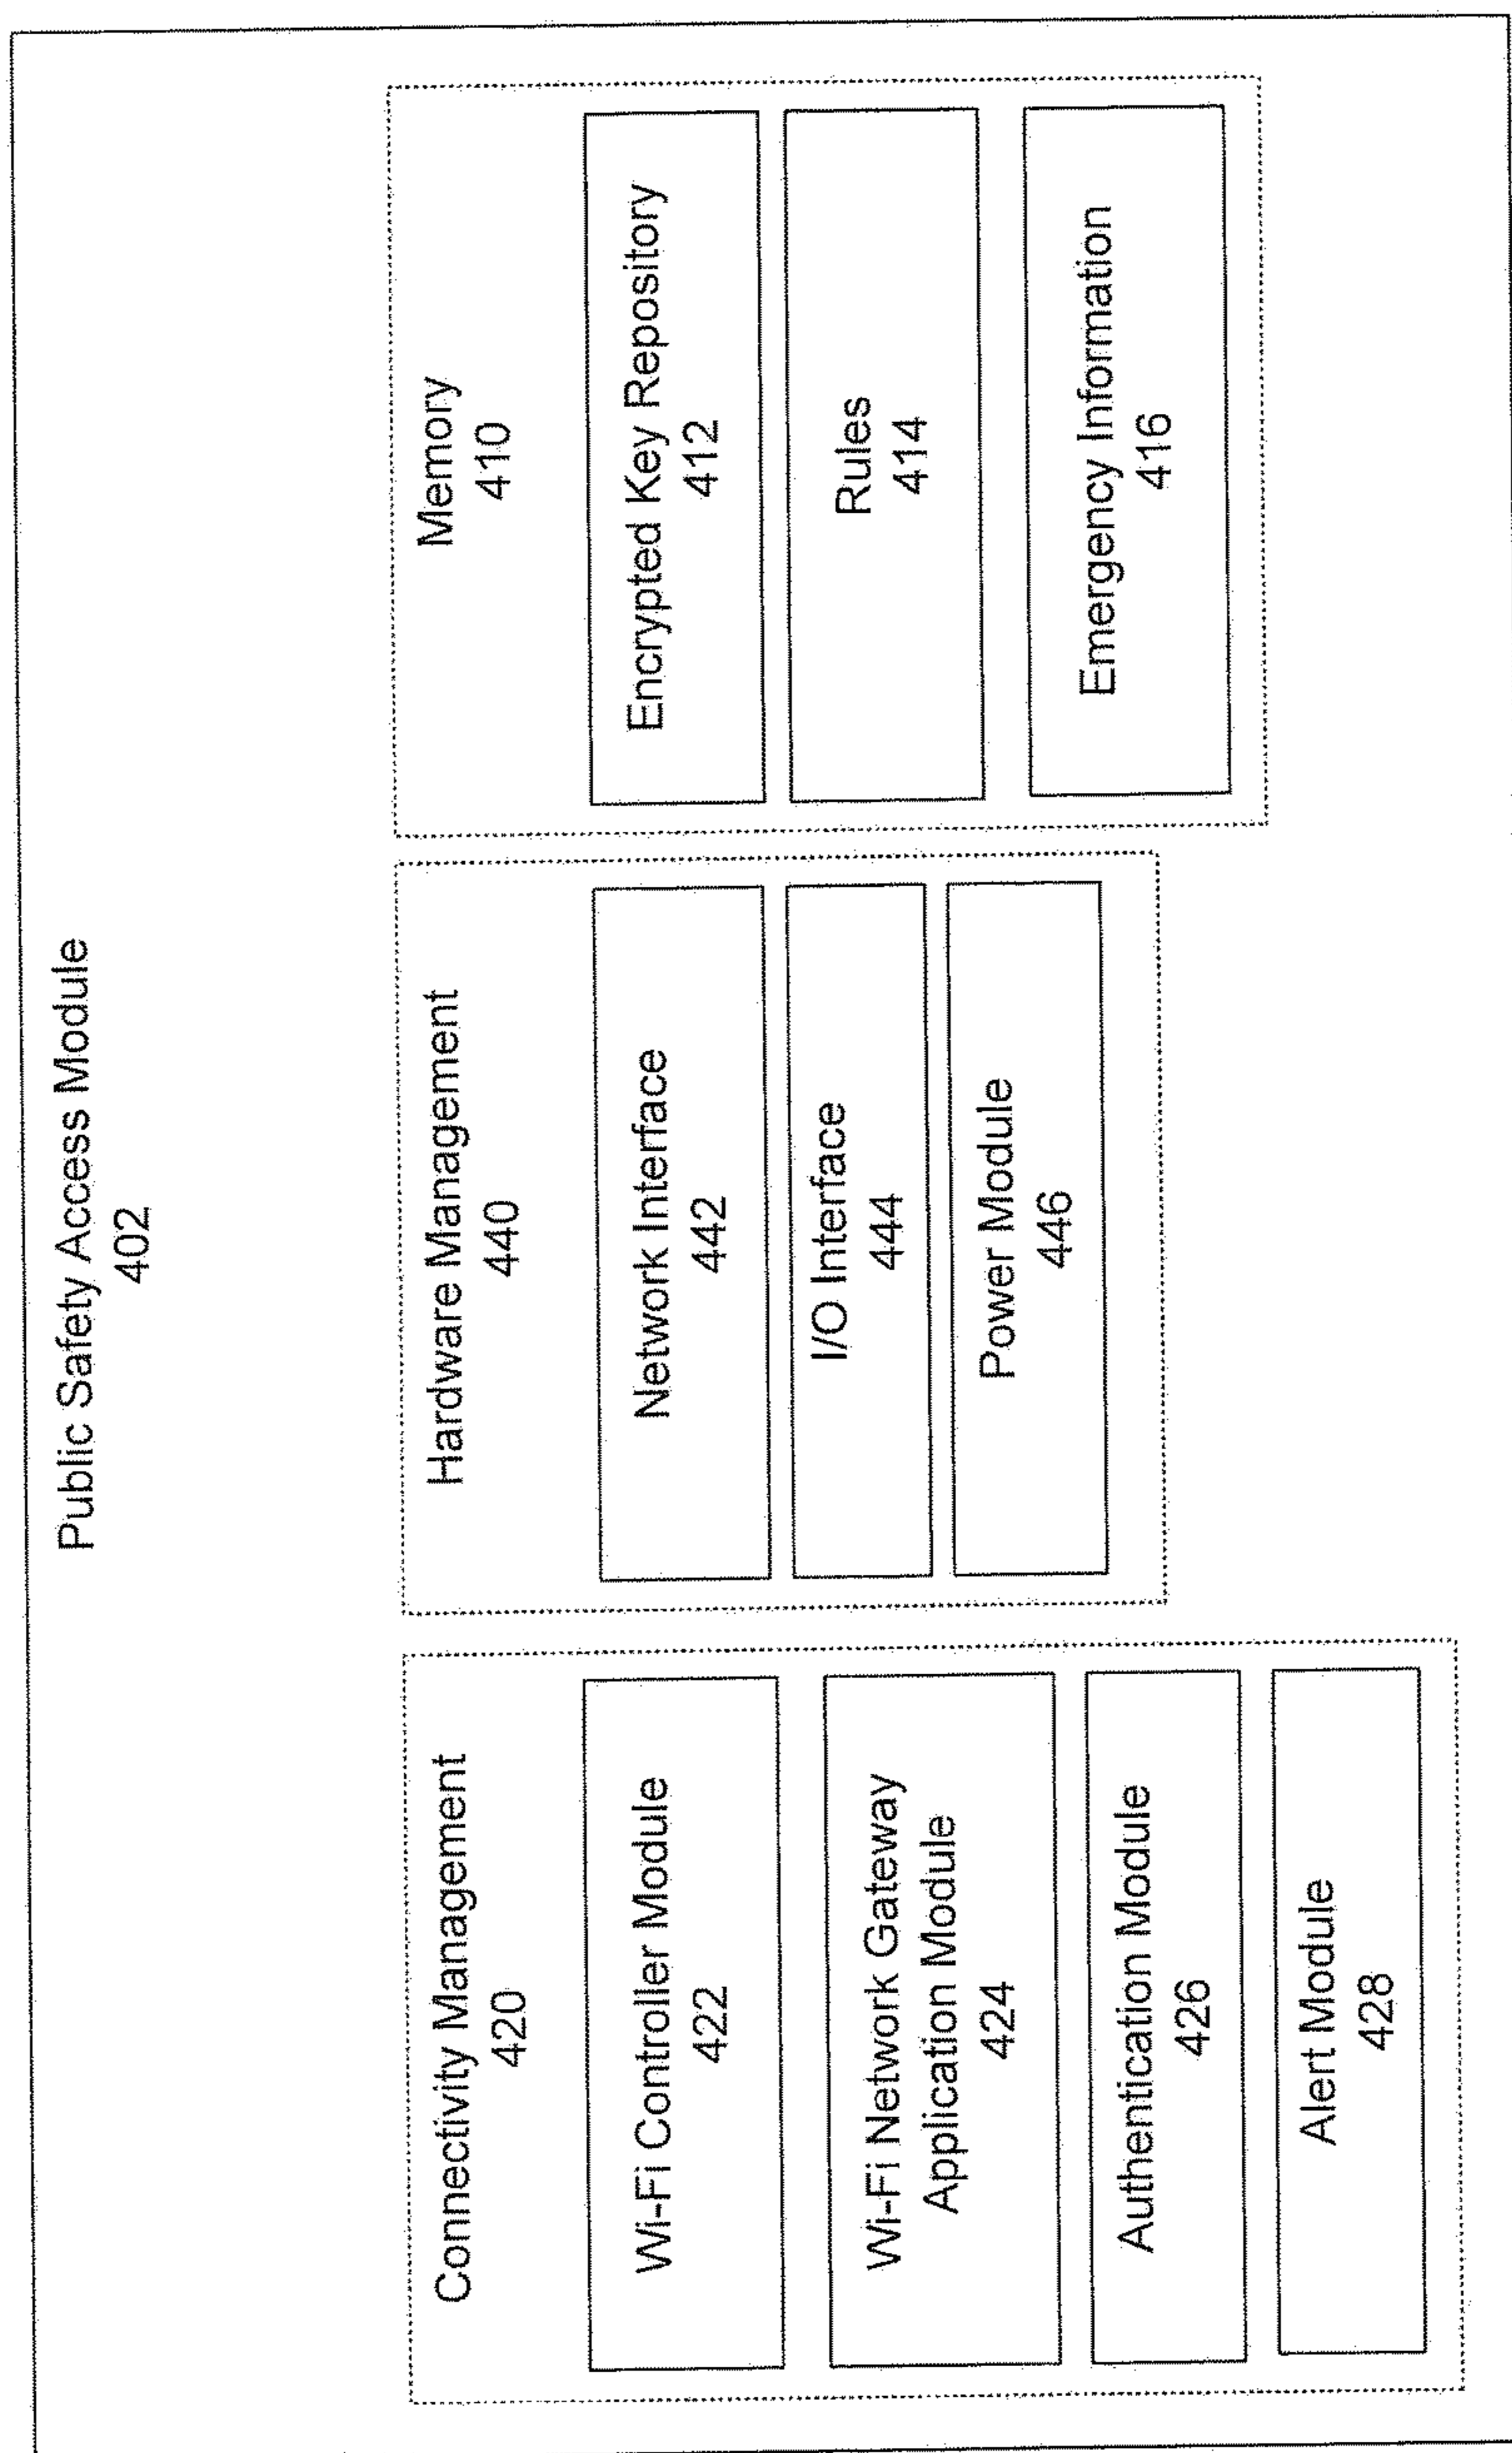 Public Safety Access Module
402
Connectivity Management
420
Wi-Fi Controller Module
422
Wi-Fi Network Gateway
Application Module
424
Authentication Module
426
Alert Module
428
Hardware Management
440
Network Interface
442
I/O Interface
444
Power Module
446
Memory
410
Encrypted Key Repository
412
Rules
414
Emergency Information
416